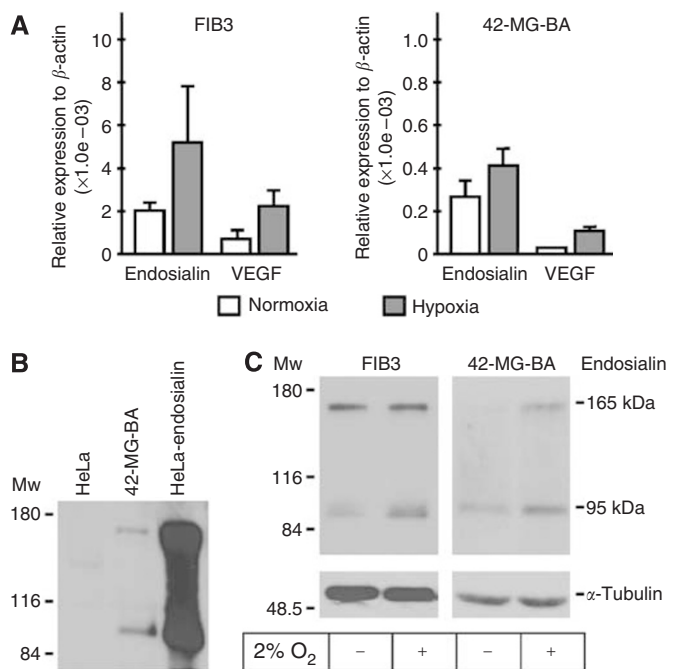 A
FIB3
42-MG-BA
Relative expression to β-actin
(×1.0e−03)
10
8
6
4
2
0
Endosialin VEGF
Relative expression to β-actin
(×1.0e−03)
1.0
0.8
0.6
0.4
0.2
0
Endosialin VEGF
Normoxia Hypoxia
B
HeLa
42-MG-BA
HeLa-endosialin
Mw
180
116
84
C Mw FIB3 42-MG-BA Endosialin
180
165 kDa
116
95 kDa
84
α-Tubulin
48.5
2% O₂ − + − +